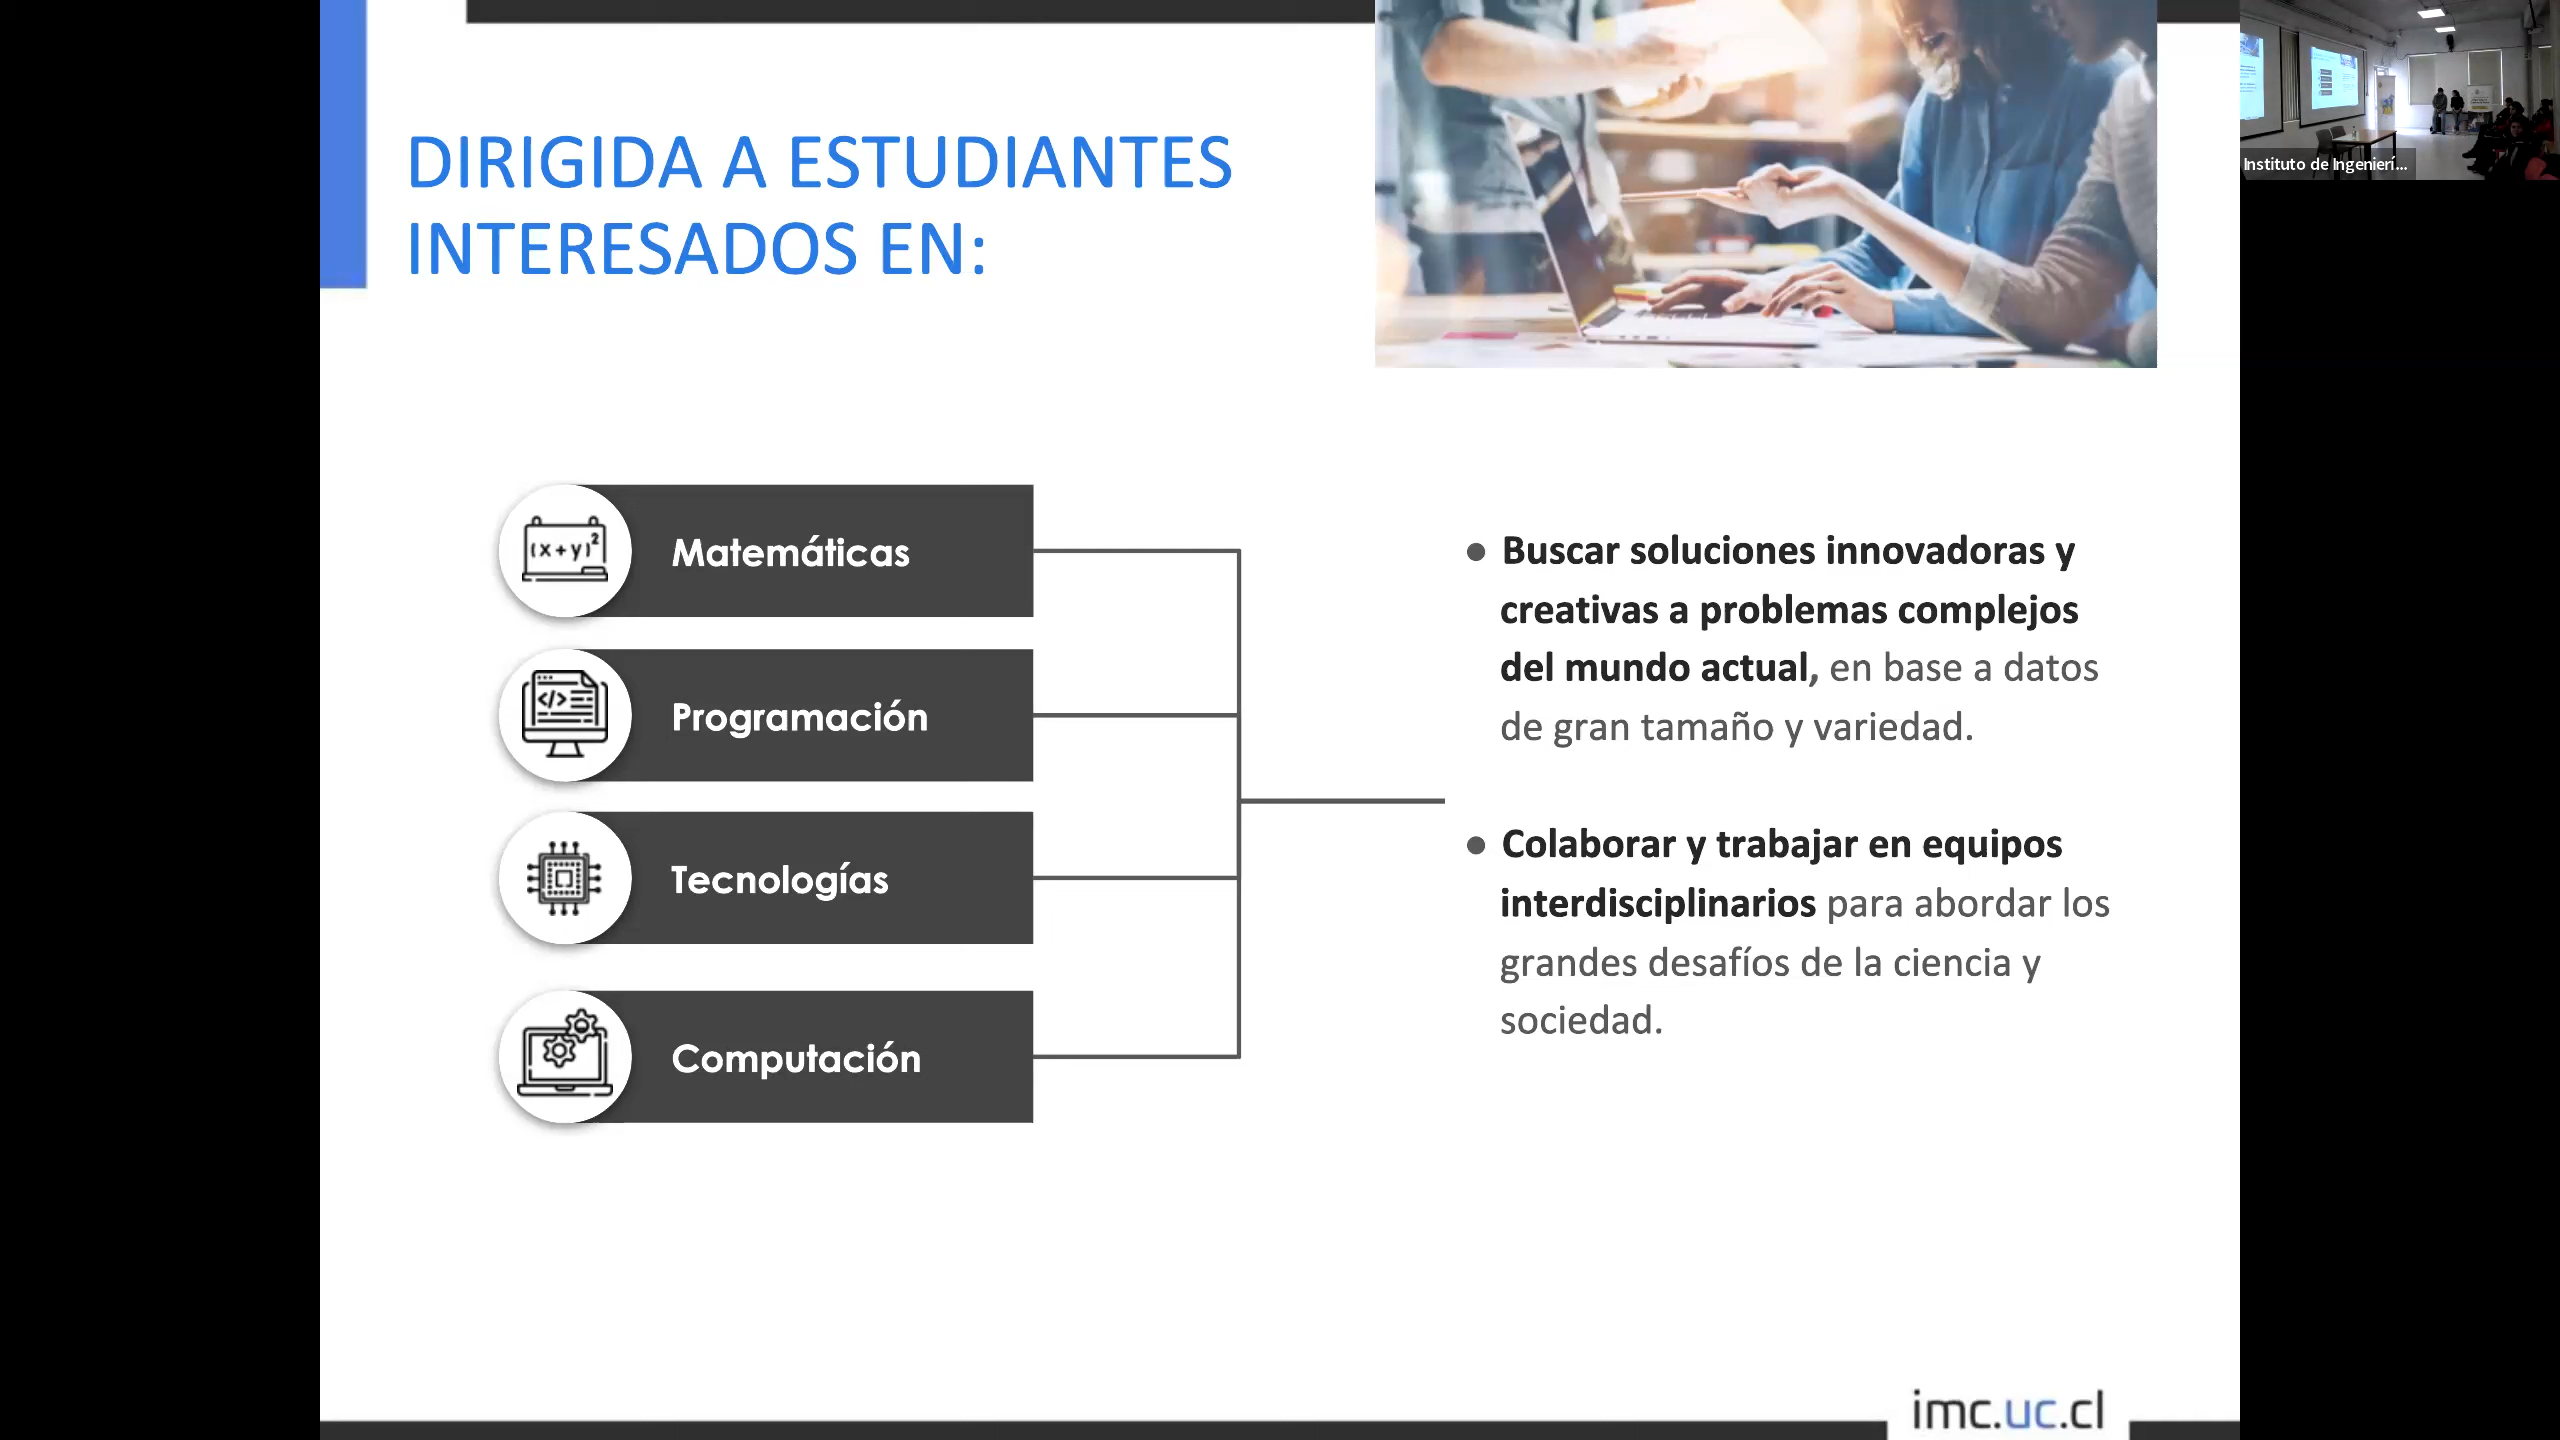 DIRIGIDA A ESTUDIANTES
INTERESADOS EN:
Instituto de Ingenierí...
(x+y)²
Matemáticas
</>
Programación
Tecnologías
Computación
● Buscar soluciones innovadoras y
creativas a problemas complejos
del mundo actual, en base a datos
de gran tamaño y variedad.
● Colaborar y trabajar en equipos
interdisciplinarios para abordar los
grandes desafíos de la ciencia y
sociedad.
imc.uc.cl